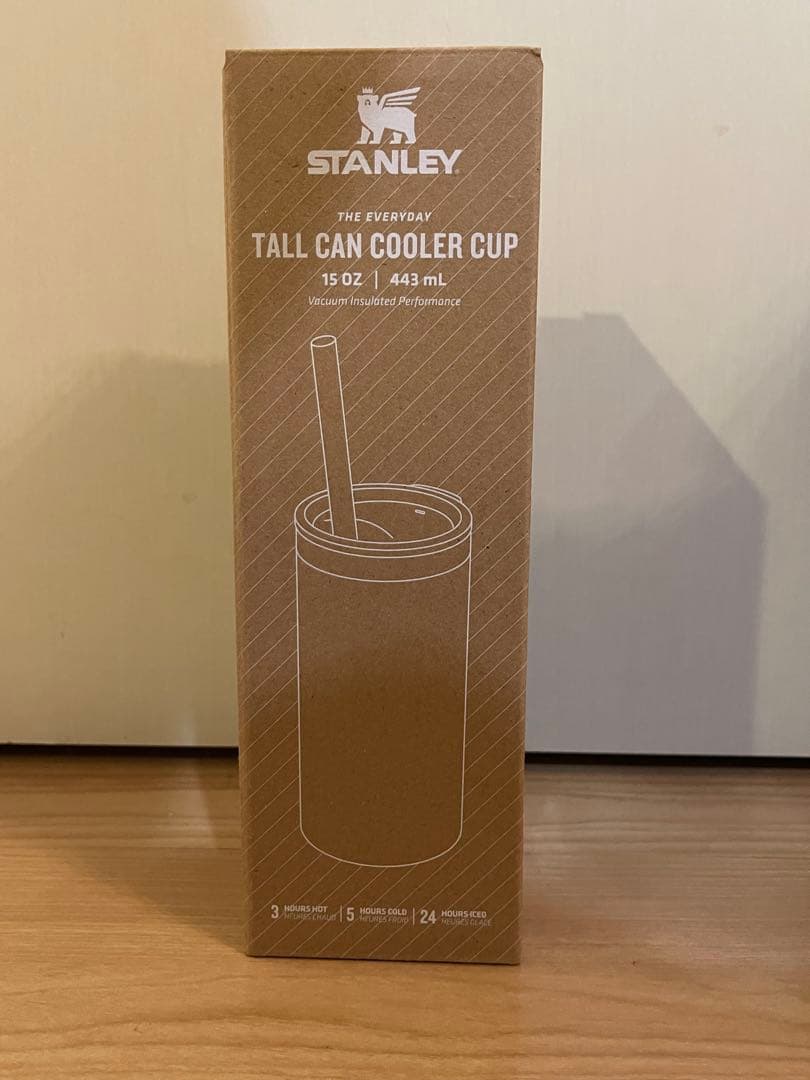 STANLEY
THE EVERYDAY
TALL CAN COOLER CUP
15 OZ | 443 mL
Vacuum Insulated Performance
3 HOURS HOT HEURES CHAUD | 5 HOURS COLD HEURES FROID | 24 HOURS ICED HEURES GLACÉ